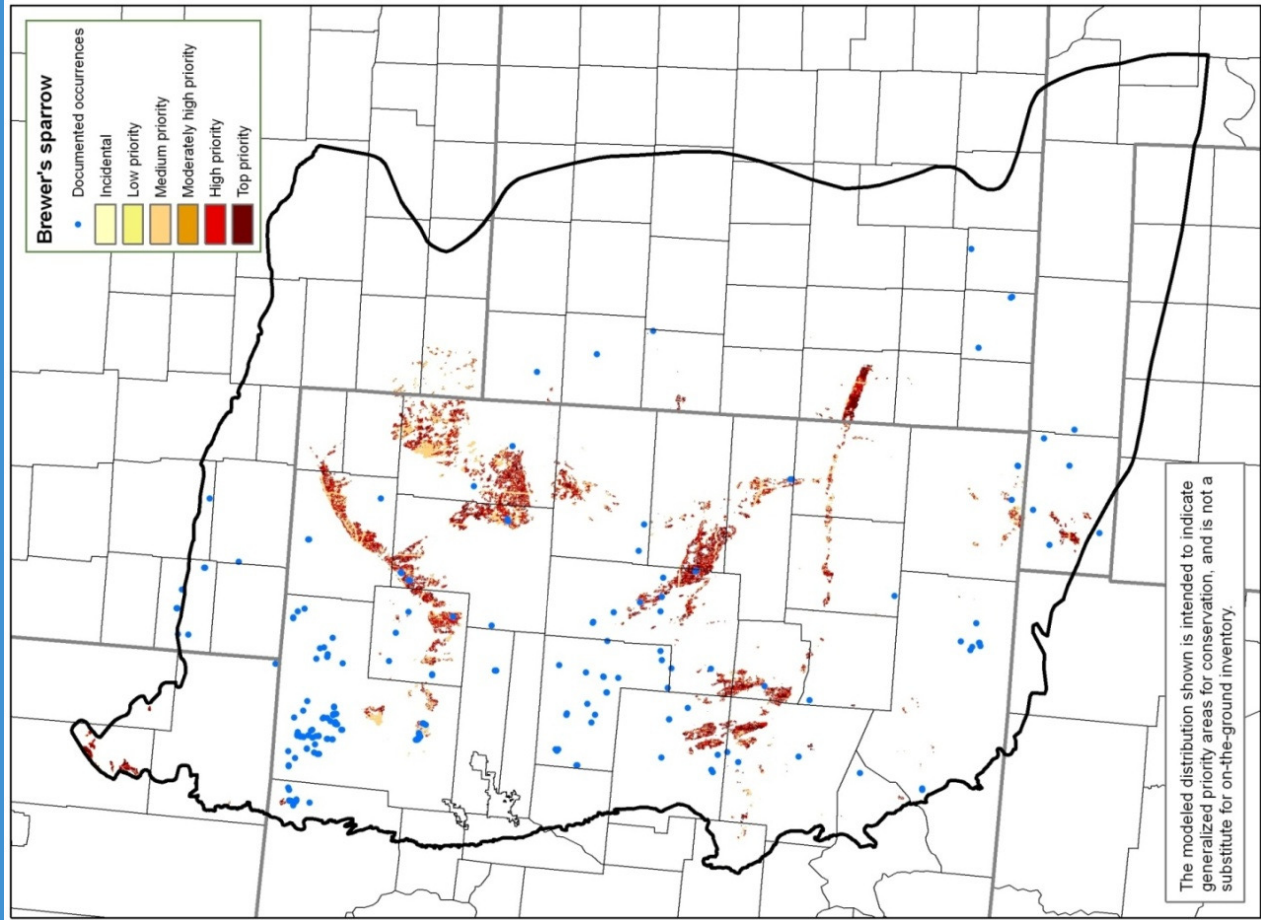 Brewer's sparrow
Documented occurrences
Incidental
Low priority
Medium priority
Moderately high priority
High priority
Top priority
The modeled distribution shown is intended to indicate
generalized priority areas for conservation, and is not a
substitute for on-the-ground inventory.